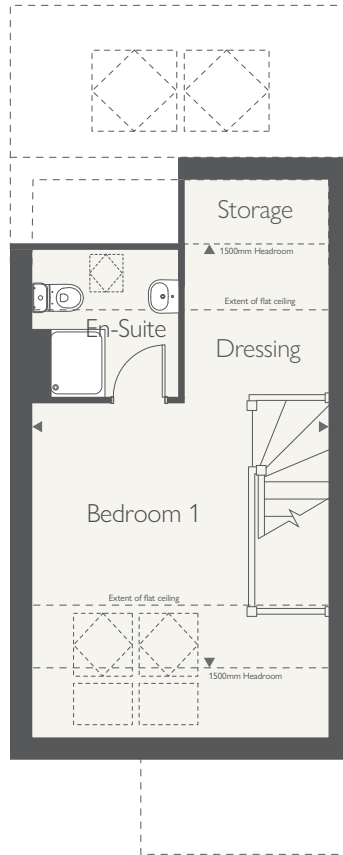 Storage
1500mm Headroom
Extent of flat ceiling
En-Suite
Dressing
Bedroom 1
Extent of flat ceiling
1500mm Headroom